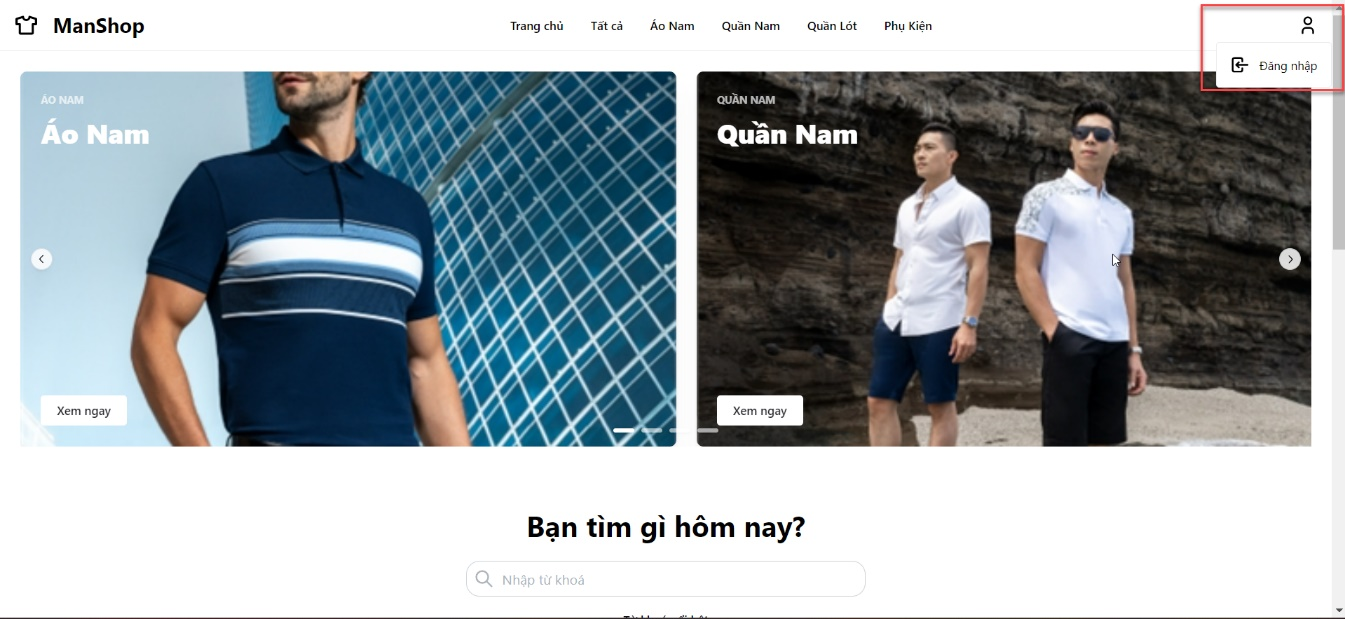 ManShop
Trang chủ
Tất cả
Áo Nam
Quần Nam
Quần Lót
Phụ Kiện
Đăng nhập
ÁO NAM
Áo Nam
Xem ngay
QUẦN NAM
Quần Nam
Xem ngay
Bạn tìm gì hôm nay?
Nhập từ khoá